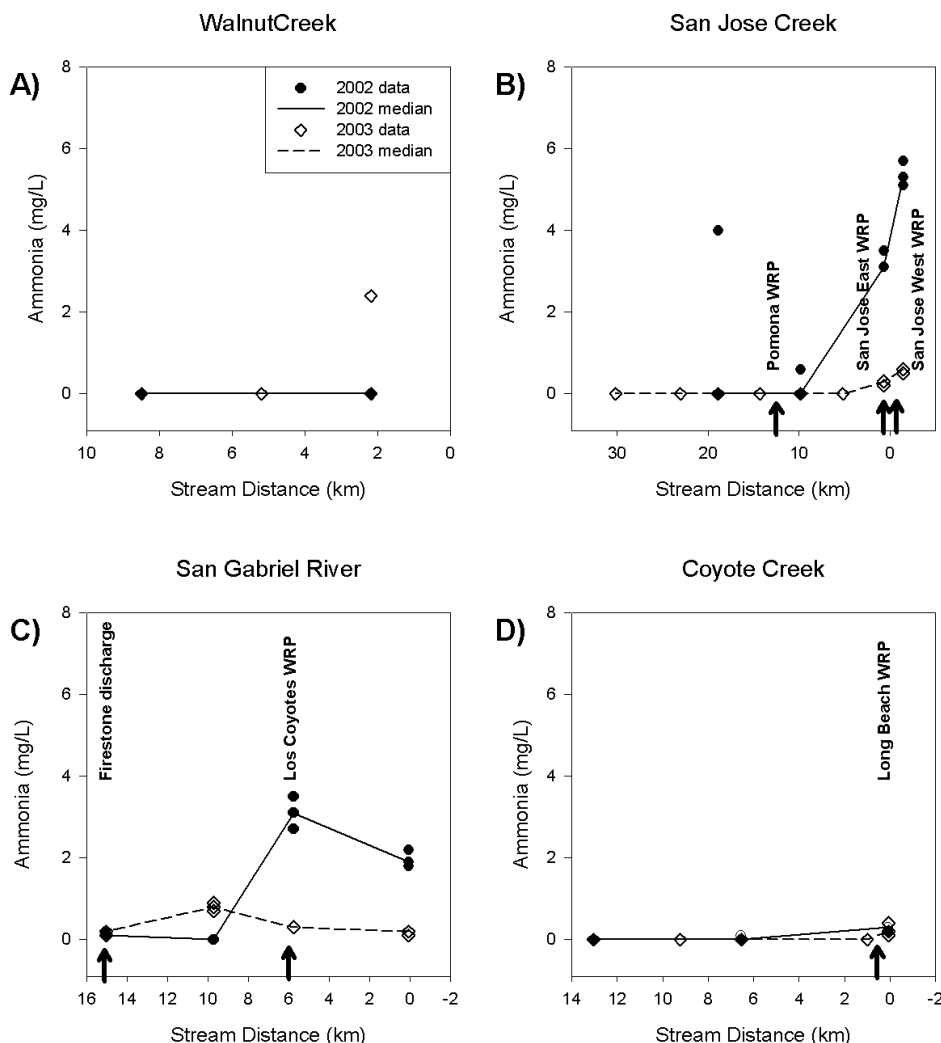 WalnutCreek
A)
Ammonia (mg/L)
8
6
4
2
0
2002 data
2002 median
2003 data
2003 median
10 8 6 4 2 0
Stream Distance (km)
San Jose Creek
B)
Ammonia (mg/L)
8
6
4
2
0
Pomona WRP
San Jose East WRP
San Jose West WRP
30 20 10 0
Stream Distance (km)
San Gabriel River
C)
Ammonia (mg/L)
8
6
4
2
0
Firestone discharge
Los Coyotes WRP
16 14 12 10 8 6 4 2 0 -2
Stream Distance (km)
Coyote Creek
D)
Ammonia (mg/L)
8
6
4
2
0
Long Beach WRP
14 12 10 8 6 4 2 0 -2
Stream Distance (km)